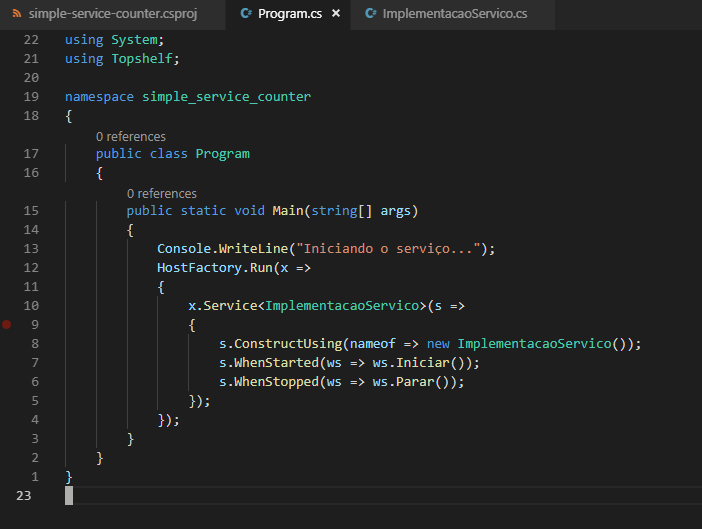 simple-service-counter.csproj Program.cs × ImplementacaoServico.cs
22 using System;
21 using Topshelf;
20
19 namespace simple_service_counter
18 {
0 references
17 public class Program
16 {
0 references
15 public static void Main(string[] args)
14 {
13 Console.WriteLine("Iniciando o serviço...");
12 HostFactory.Run(x =>
11 {
10 x.Service<ImplementacaoServico>(s =>
9 {
8 s.ConstructUsing(nameof => new ImplementacaoServico());
7 s.WhenStarted(ws => ws.Iniciar());
6 s.WhenStopped(ws => ws.Parar());
5 });
4 });
3 }
2 }
1 }
23